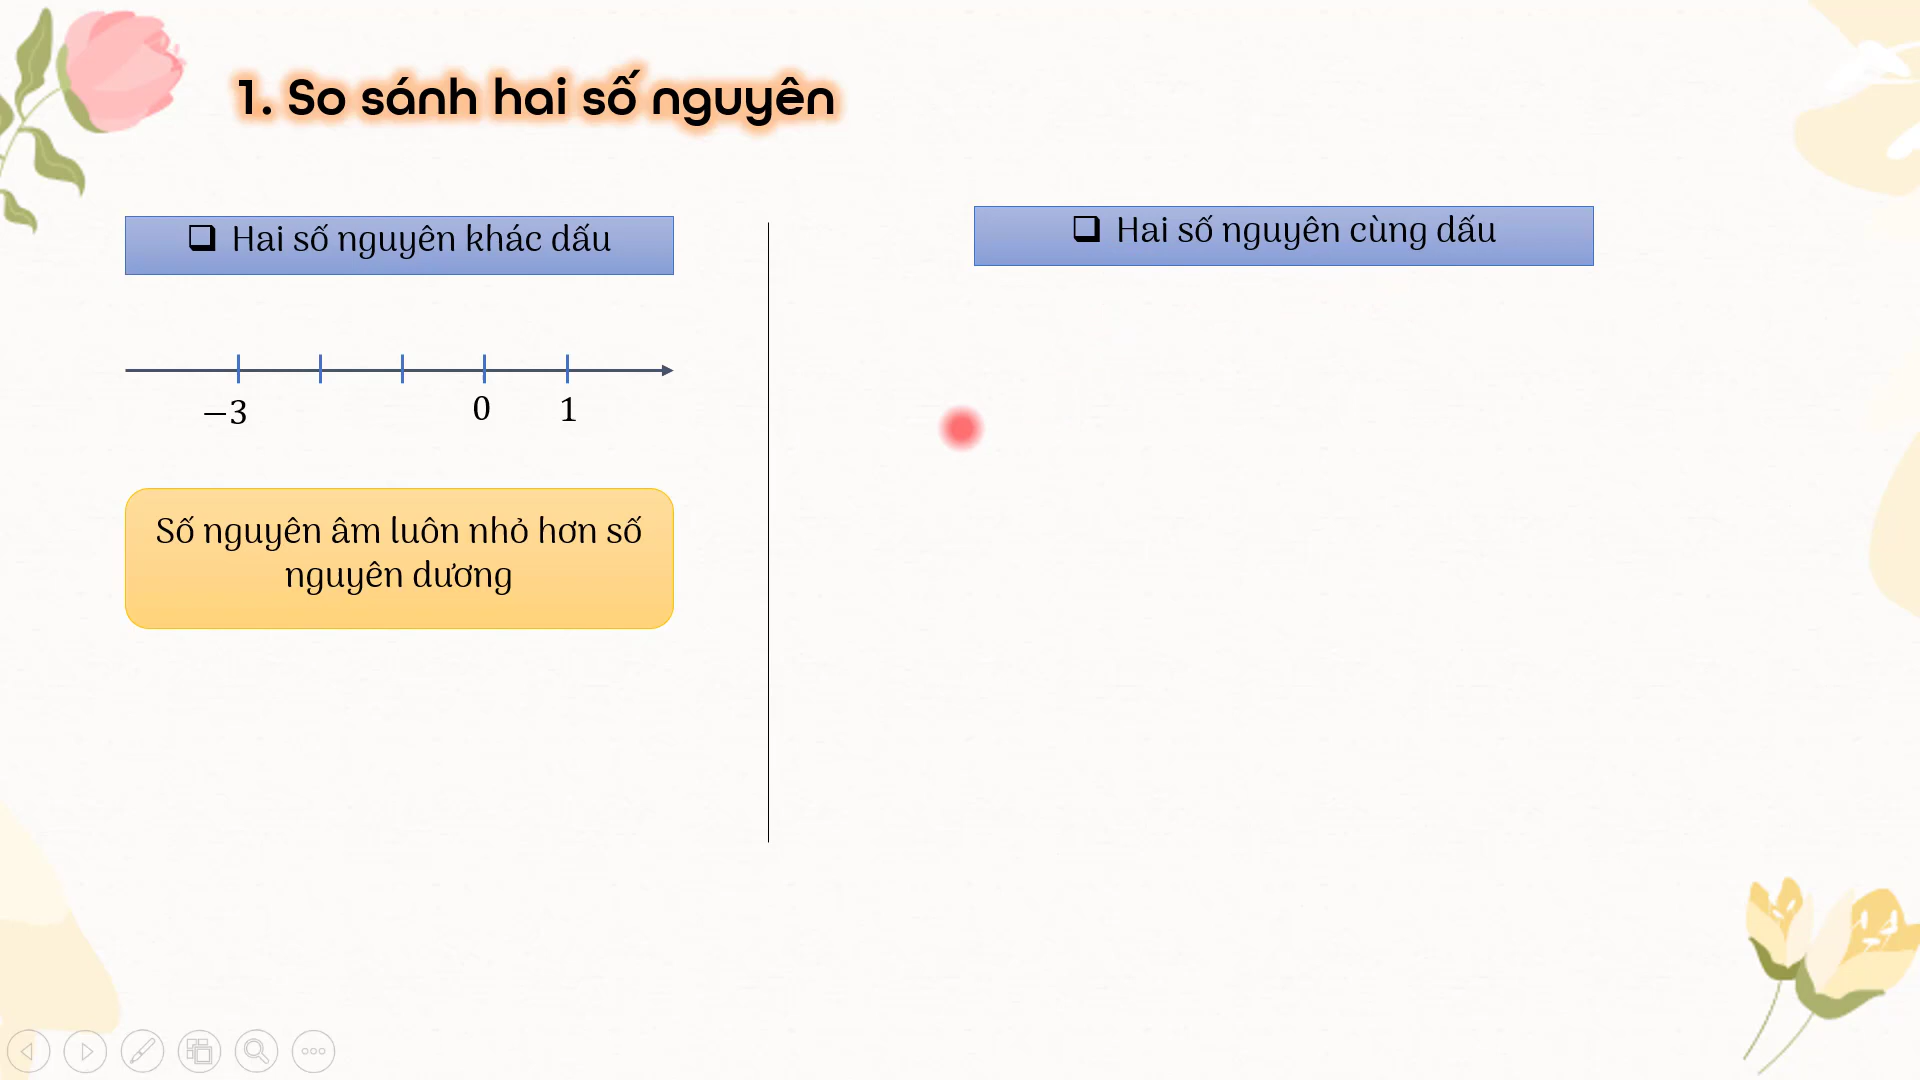 1. So sánh hai số nguyên
❑ Hai số nguyên khác dấu
−3 0 1
Số nguyên âm luôn nhỏ hơn số
nguyên dương
❑ Hai số nguyên cùng dấu